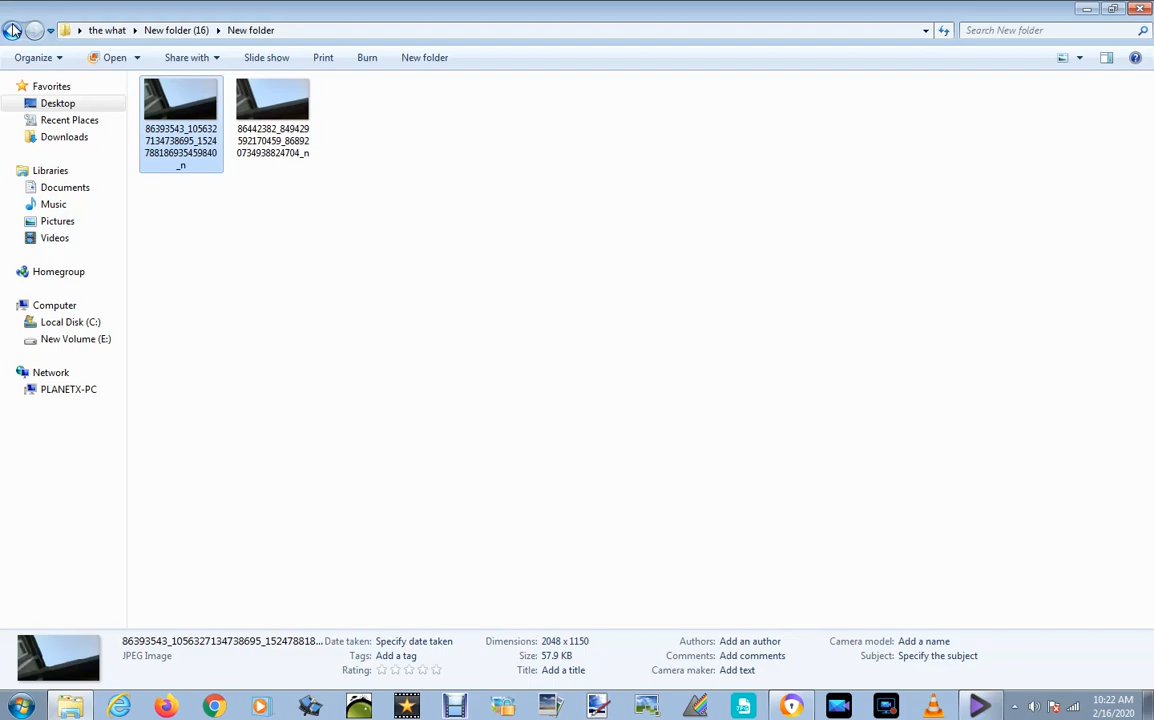 the what New folder (16) New folder Search New folder
Organize Open Share with Slide show Print Burn New folder
Favorites
Desktop
Recent Places
Downloads
Libraries
Documents
Music
Pictures
Videos
Homegroup
Computer
Local Disk (C:)
New Volume (E:)
Network
PLANETX-PC
86393543_105632
7134738695_1524
788186935459840
_n
86442382_849429
592170459_86892
0734938824704_n
86393543_1056327134738695_152478818... Date taken: Specify date taken Dimensions: 2048 x 1150 Authors: Add an author Camera model: Add a name
JPEG Image Tags: Add a tag Size: 57.9 KB Comments: Add comments Subject: Specify the subject
Rating: Title: Add a title Camera maker: Add text
10:22 AM
2/16/2020